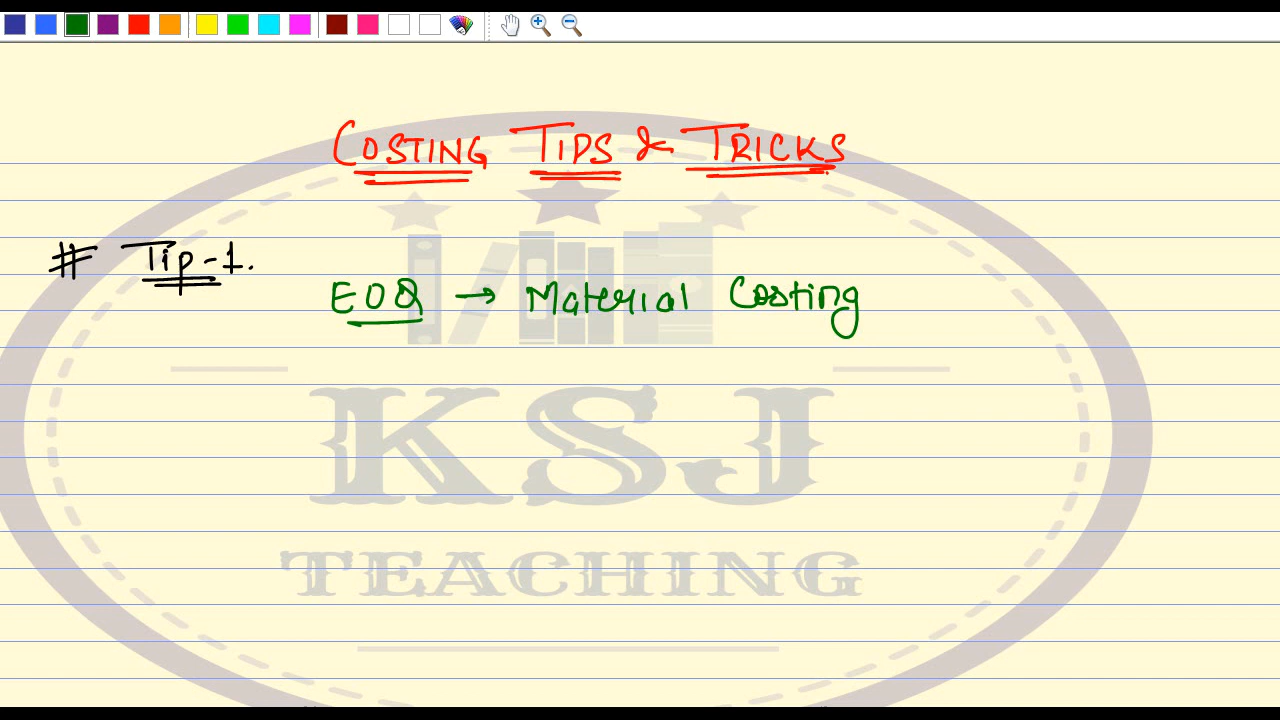 COSTING TIPS & TRICKS
# Tip-1.
EOQ → Material Costing
KSJ
TEACHING